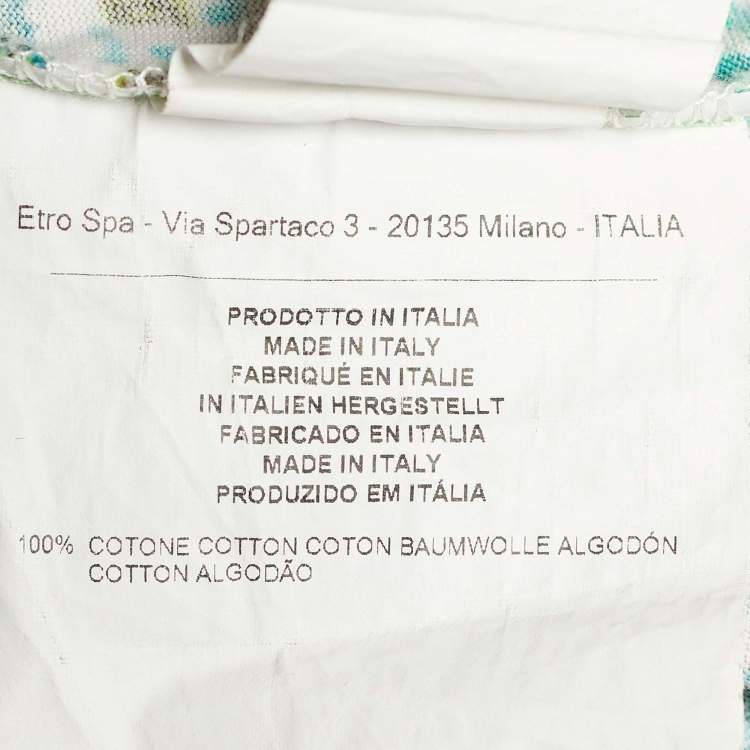 Etro Spa - Via Spartaco 3 - 20135 Milano - ITALIA
PRODOTTO IN ITALIA
MADE IN ITALY
FABRIQUÉ EN ITALIE
IN ITALIEN HERGESTELLT
FABRICADO EN ITALIA
MADE IN ITALY
PRODUZIDO EM ITÁLIA
100% COTONE COTTON COTON BAUMWOLLE ALGODÓN
COTTON ALGODÃO